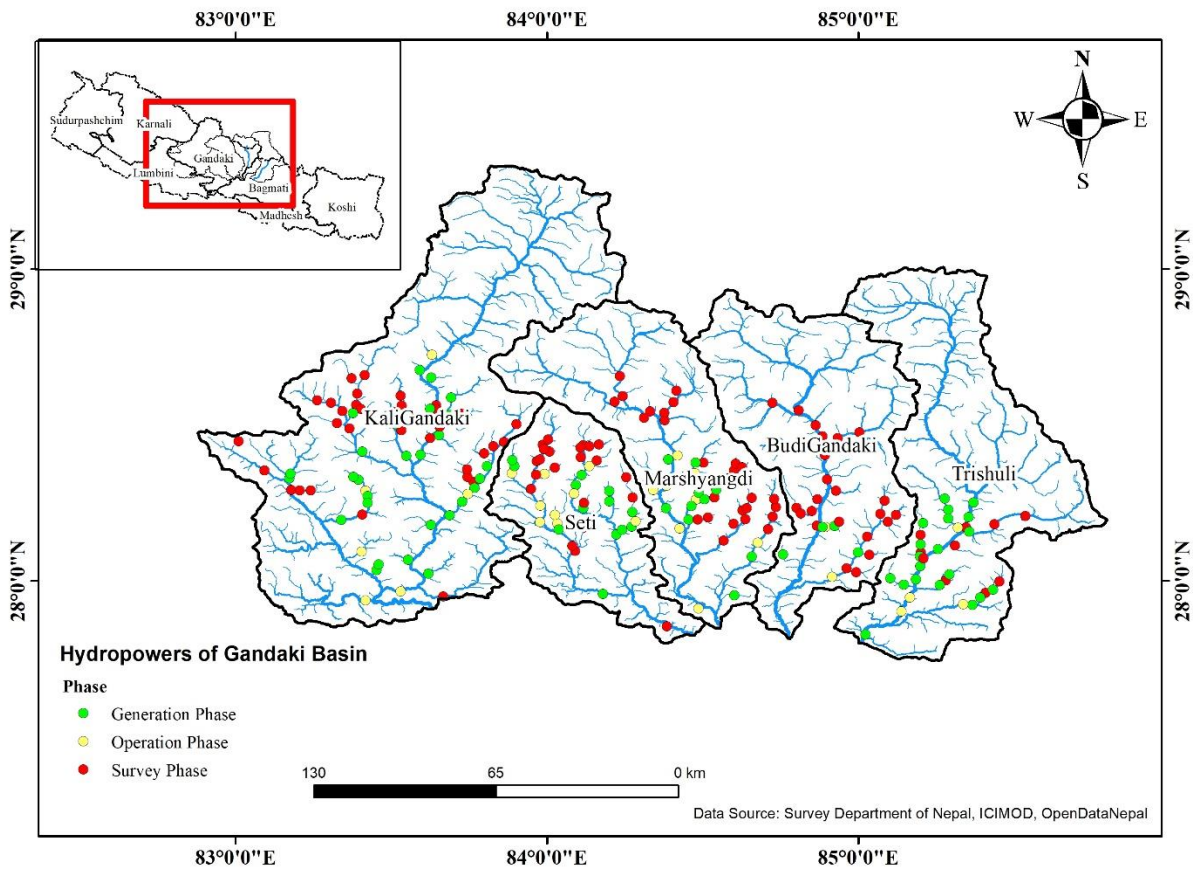 83°0'0"E 84°0'0"E 85°0'0"E
N
W E
S
Sudurpashchim
Karnali
Gandaki
Lumbini
Bagmati
Madhesh
Koshi
29°0'0"N 29°0'0"N
KaliGandaki
BudiGandaki
Marshyangdi
Trishuli
Seti
28°0'0"N 28°0'0"N
Hydropowers of Gandaki Basin
Phase
Generation Phase
Operation Phase
Survey Phase
130 65 0 km
Data Source: Survey Department of Nepal, ICIMOD, OpenDataNepal
83°0'0"E 84°0'0"E 85°0'0"E